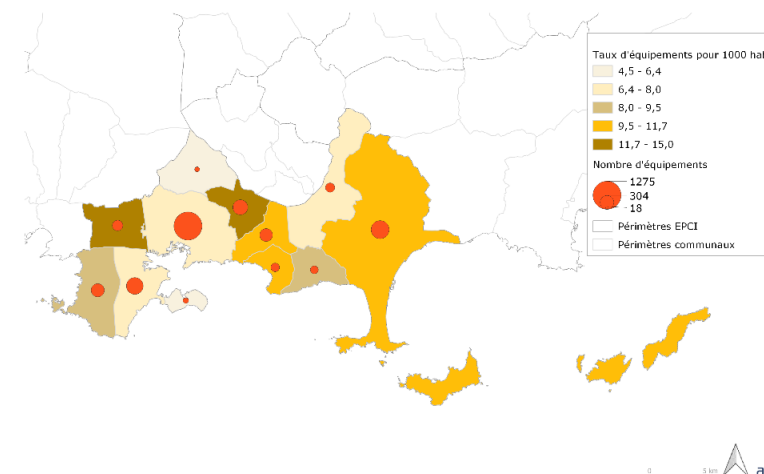 Taux d'équipements pour 1000 hal
4,5 - 6,4
6,4 - 8,0
8,0 - 9,5
9,5 - 11,7
11,7 - 15,0
Nombre d'équipements
1275
304
18
Périmètres EPCI
Périmètres communaux
0 5 km
a